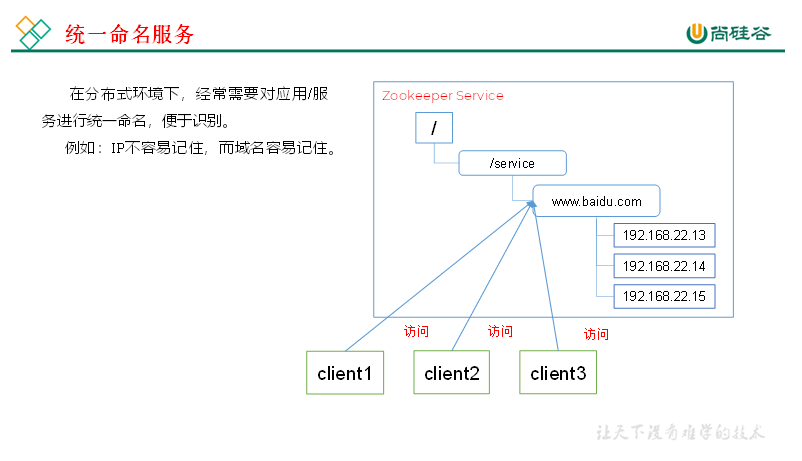 统一命名服务
尚硅谷
在分布式环境下，经常需要对应用/服
务进行统一命名，便于识别。
例如：IP不容易记住，而域名容易记住。
Zookeeper Service
/
/service
www.baidu.com
192.168.22.13
192.168.22.14
192.168.22.15
访问 访问 访问
client1 client2 client3
让天下没有难学的技术